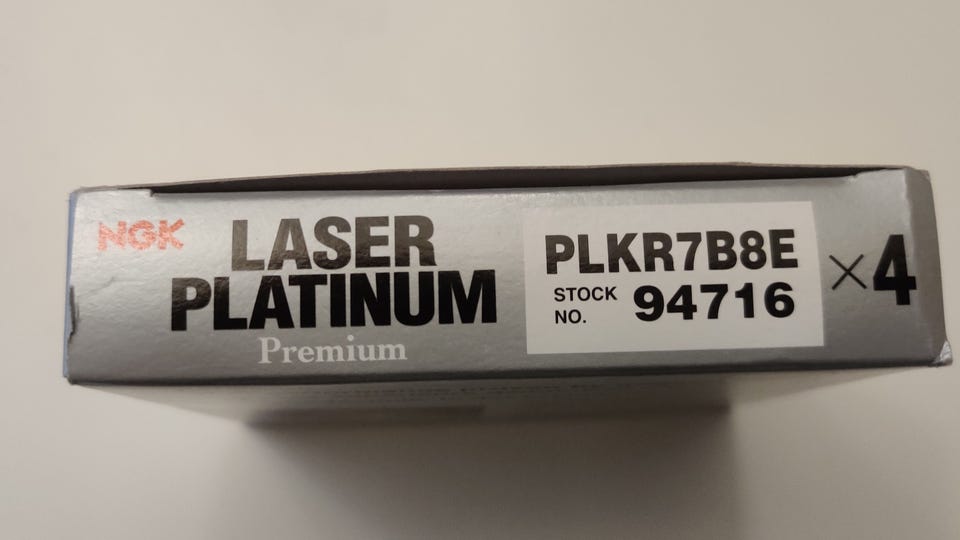 NGK
LASER
PLATINUM
Premium
PLKR7B8E
STOCK
NO. 94716
×4